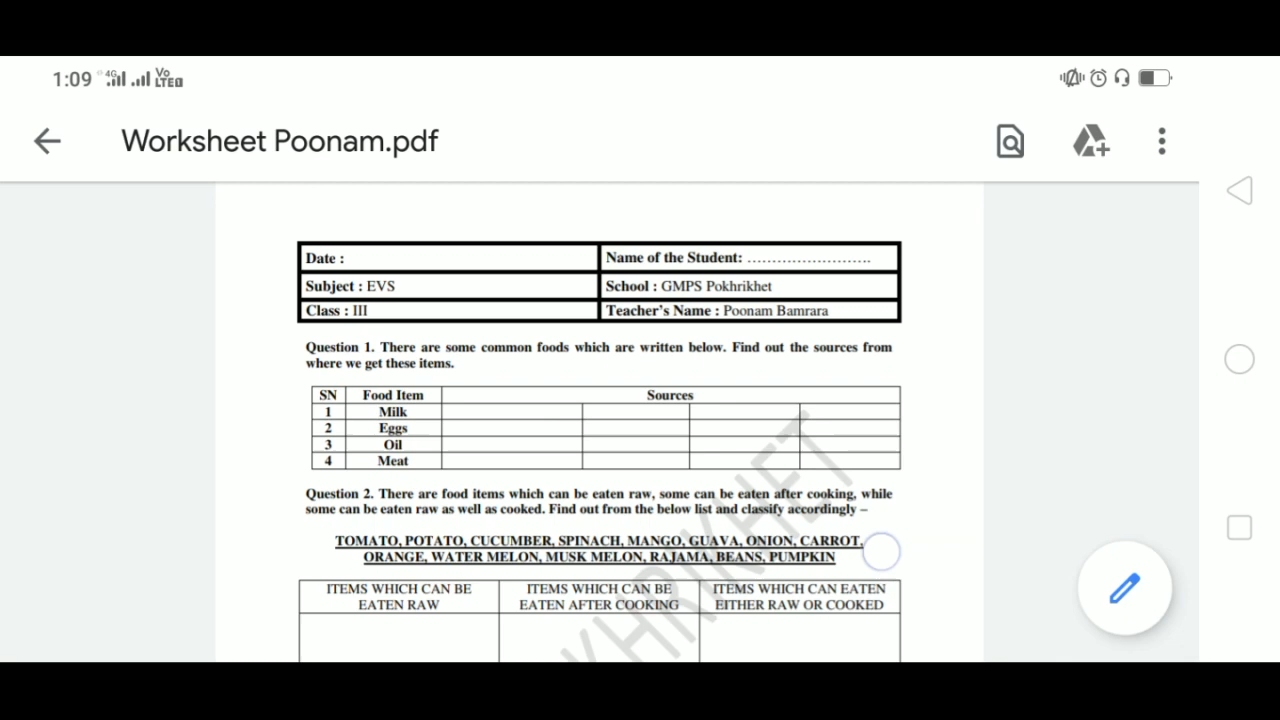 1:09 4G Vo LTE
Worksheet Poonam.pdf
Date :
Name of the Student: .........................
Subject : EVS
School : GMPS Pokhrikhet
Class : III
Teacher's Name : Poonam Bamrara
Question 1. There are some common foods which are written below. Find out the sources from
where we get these items.
SN Food Item Sources
1 Milk
2 Eggs
3 Oil
4 Meat
Question 2. There are food items which can be eaten raw, some can be eaten after cooking, while
some can be eaten raw as well as cooked. Find out from the below list and classify accordingly –
TOMATO, POTATO, CUCUMBER, SPINACH, MANGO, GUAVA, ONION, CARROT,
ORANGE, WATER MELON, MUSK MELON, RAJAMA, BEANS, PUMPKIN
ITEMS WHICH CAN BE
EATEN RAW
ITEMS WHICH CAN BE
EATEN AFTER COOKING
ITEMS WHICH CAN EATEN
EITHER RAW OR COOKED